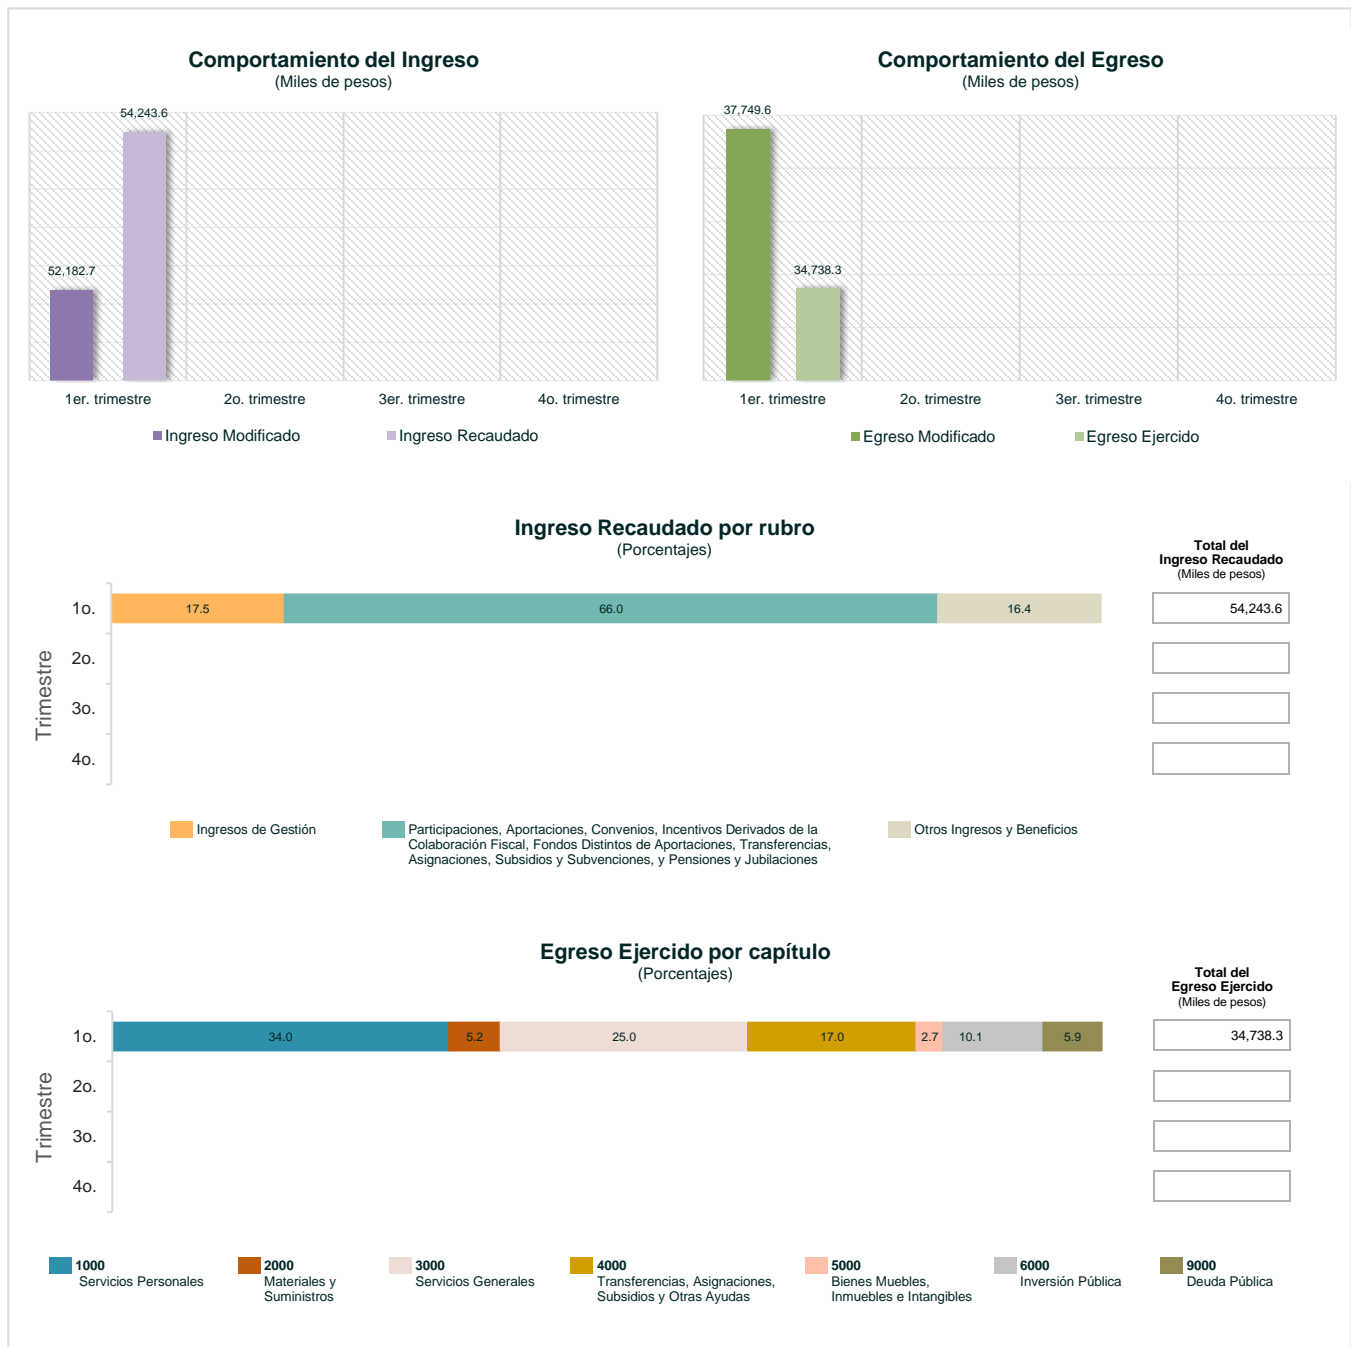 Comportamiento del Ingreso
(Miles de pesos)
54,243.6
52,182.7
1er. trimestre
2o. trimestre
3er. trimestre
4o. trimestre
Ingreso Modificado
Ingreso Recaudado
Comportamiento del Egreso
(Miles de pesos)
37,749.6
34,738.3
1er. trimestre
2o. trimestre
3er. trimestre
4o. trimestre
Egreso Modificado
Egreso Ejercido
Ingreso Recaudado por rubro
(Porcentajes)
Total del
Ingreso Recaudado
(Miles de pesos)
Trimestre
1o.
17.5
66.0
16.4
54,243.6
2o.
3o.
4o.
Ingresos de Gestión
Participaciones, Aportaciones, Convenios, Incentivos Derivados de la
Colaboración Fiscal, Fondos Distintos de Aportaciones, Transferencias,
Asignaciones, Subsidios y Subvenciones, y Pensiones y Jubilaciones
Otros Ingresos y Beneficios
Egreso Ejercido por capítulo
(Porcentajes)
Total del
Egreso Ejercido
(Miles de pesos)
Trimestre
1o.
34.0
5.2
25.0
17.0
2.7
10.1
5.9
34,738.3
2o.
3o.
4o.
1000
Servicios Personales
2000
Materiales y
Suministros
3000
Servicios Generales
4000
Transferencias, Asignaciones,
Subsidios y Otras Ayudas
5000
Bienes Muebles,
Inmuebles e Intangibles
6000
Inversión Pública
9000
Deuda Pública